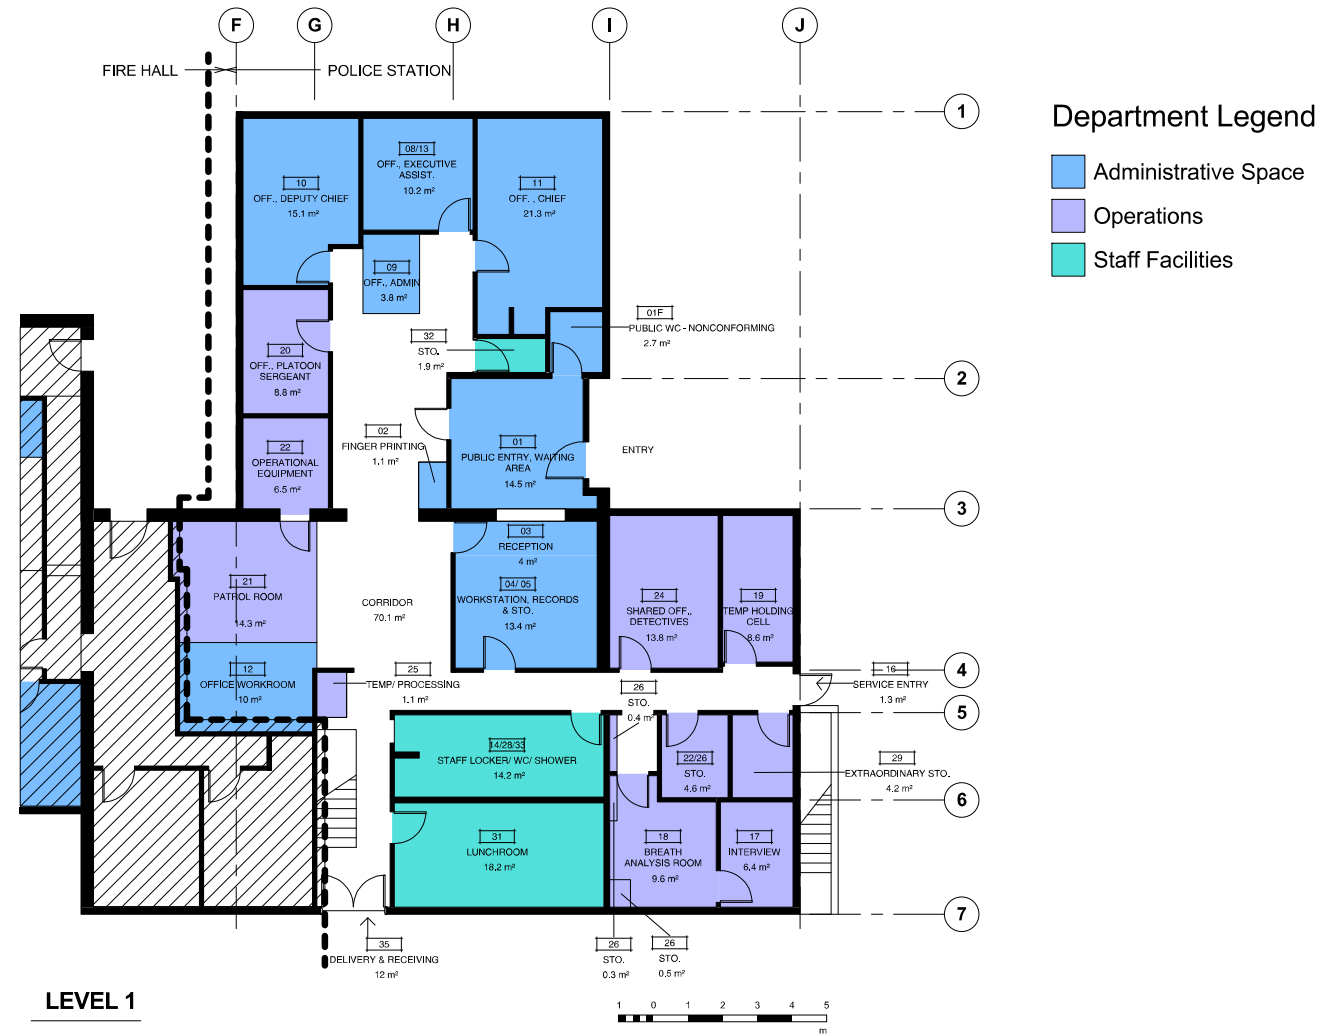 F G H I J
FIRE HALL POLICE STATION
1
Department Legend
Administrative Space
Operations
Staff Facilities
08/13
OFF., EXECUTIVE
ASSIST.
10.2 m²
10
OFF., DEPUTY CHIEF
15.1 m²
11
OFF. , CHIEF
21.3 m²
09
OFF., ADMIN
3.8 m²
01F
PUBLIC WC - NONCONFORMING
2.7 m²
32
STO.
1.9 m²
20
OFF., PLATOON
SERGEANT
8.8 m²
2
02
FINGER PRINTING
1.1 m²
22
OPERATIONAL
EQUIPMENT
6.5 m²
01
PUBLIC ENTRY, WAITING
AREA
14.5 m²
ENTRY
3
03
RECEPTION
4 m²
04/ 05
WORKSTATION, RECORDS
& STO.
13.4 m²
21
PATROL ROOM
14.3 m²
CORRIDOR
70.1 m²
24
SHARED OFF.,
DETECTIVES
13.8 m²
19
TEMP HOLDING
CELL
8.6 m²
12
OFFICE WORKROOM
10 m²
25
TEMP/ PROCESSING
1.1 m²
26
STO.
0.4 m²
16
SERVICE ENTRY
1.3 m²
4
5
14/28/33
STAFF LOCKER/ WC/ SHOWER
14.2 m²
22/26
STO.
4.6 m²
29
EXTRAORDINARY STO.
4.2 m²
6
31
LUNCHROOM
18.2 m²
18
BREATH
ANALYSIS ROOM
9.6 m²
17
INTERVIEW
6.4 m²
7
35
DELIVERY & RECEIVING
12 m²
26
STO.
0.3 m²
26
STO.
0.5 m²
LEVEL 1
1 0 1 2 3 4 5
m